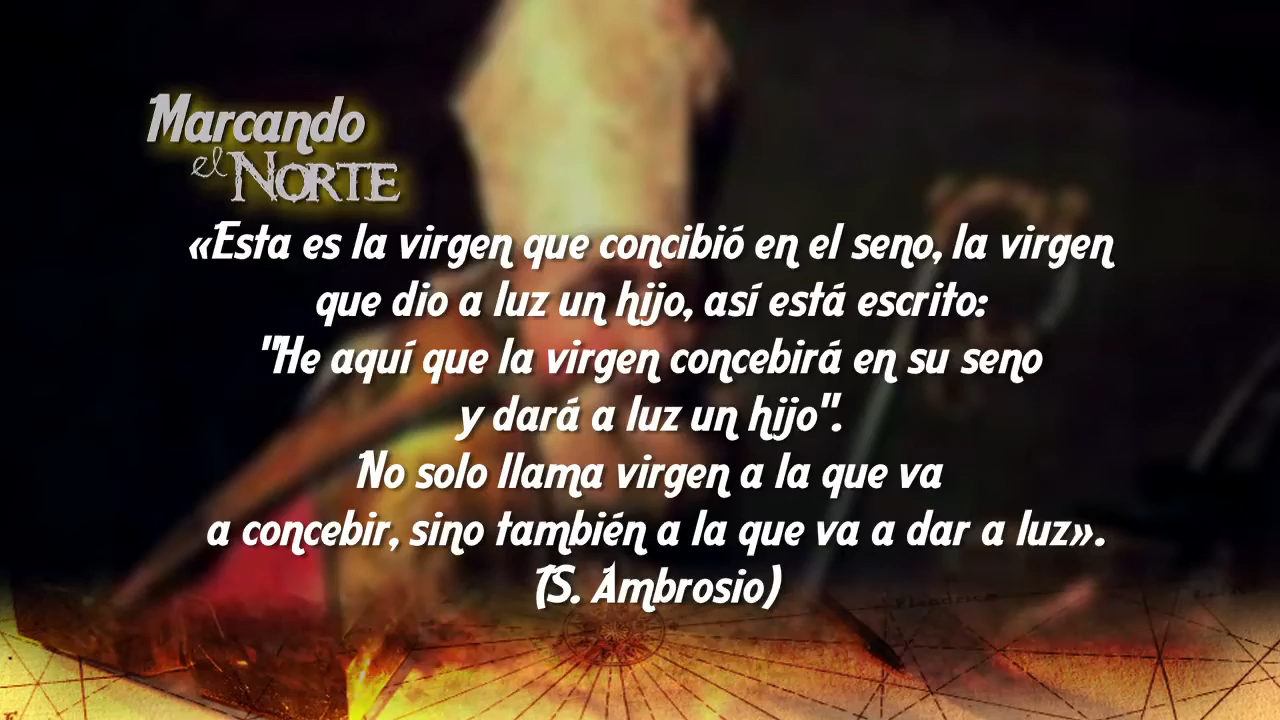 Marcando
el NORTE
«Esta es la virgen que concibió en el seno, la virgen
que dio a luz un hijo, así está escrito:
"He aquí que la virgen concebirá en su seno
y dará a luz un hijo".
No solo llama virgen a la que va
a concebir, sino también a la que va a dar a luz».
(S. Ambrosio)